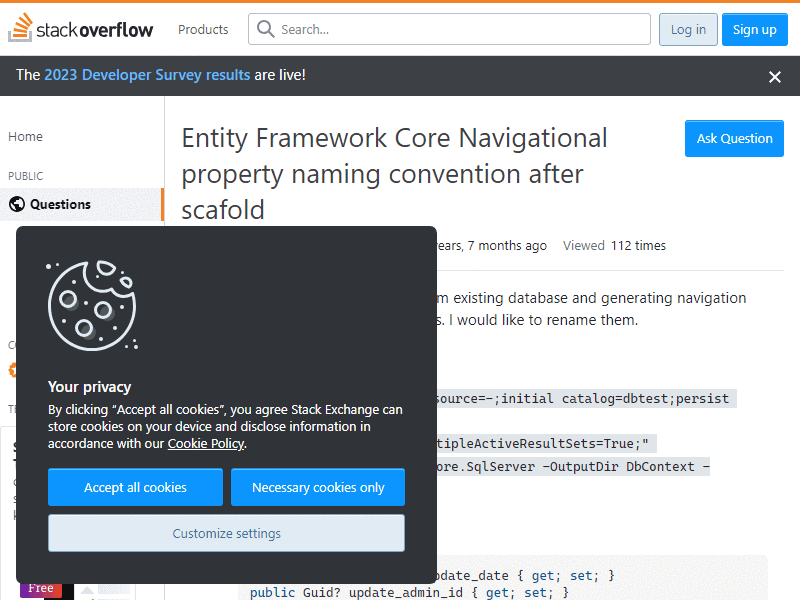 stackoverflow
Products
Search...
Log in
Sign up
The 2023 Developer Survey results are live!
Home
PUBLIC
Questions
Entity Framework Core Navigational
property naming convention after
scafold
Ask Question
7 months ago
Viewed 112 times
existing database and generating navigation
I would like to rename them.
source=-;initial catalog=dbtest;persist
tipleActiveResultSets=True;"
ore.SqlServer -OutputDir DbContext -
Your privacy
By clicking “Accept all cookies”, you agree Stack Exchange can
store cookies on your device and disclose information in
accordance with our Cookie Policy.
Accept all cookies
Necessary cookies only
Customize settings
Free
pdate_date { get; set; }
public Guid? update_admin_id { get; set; }